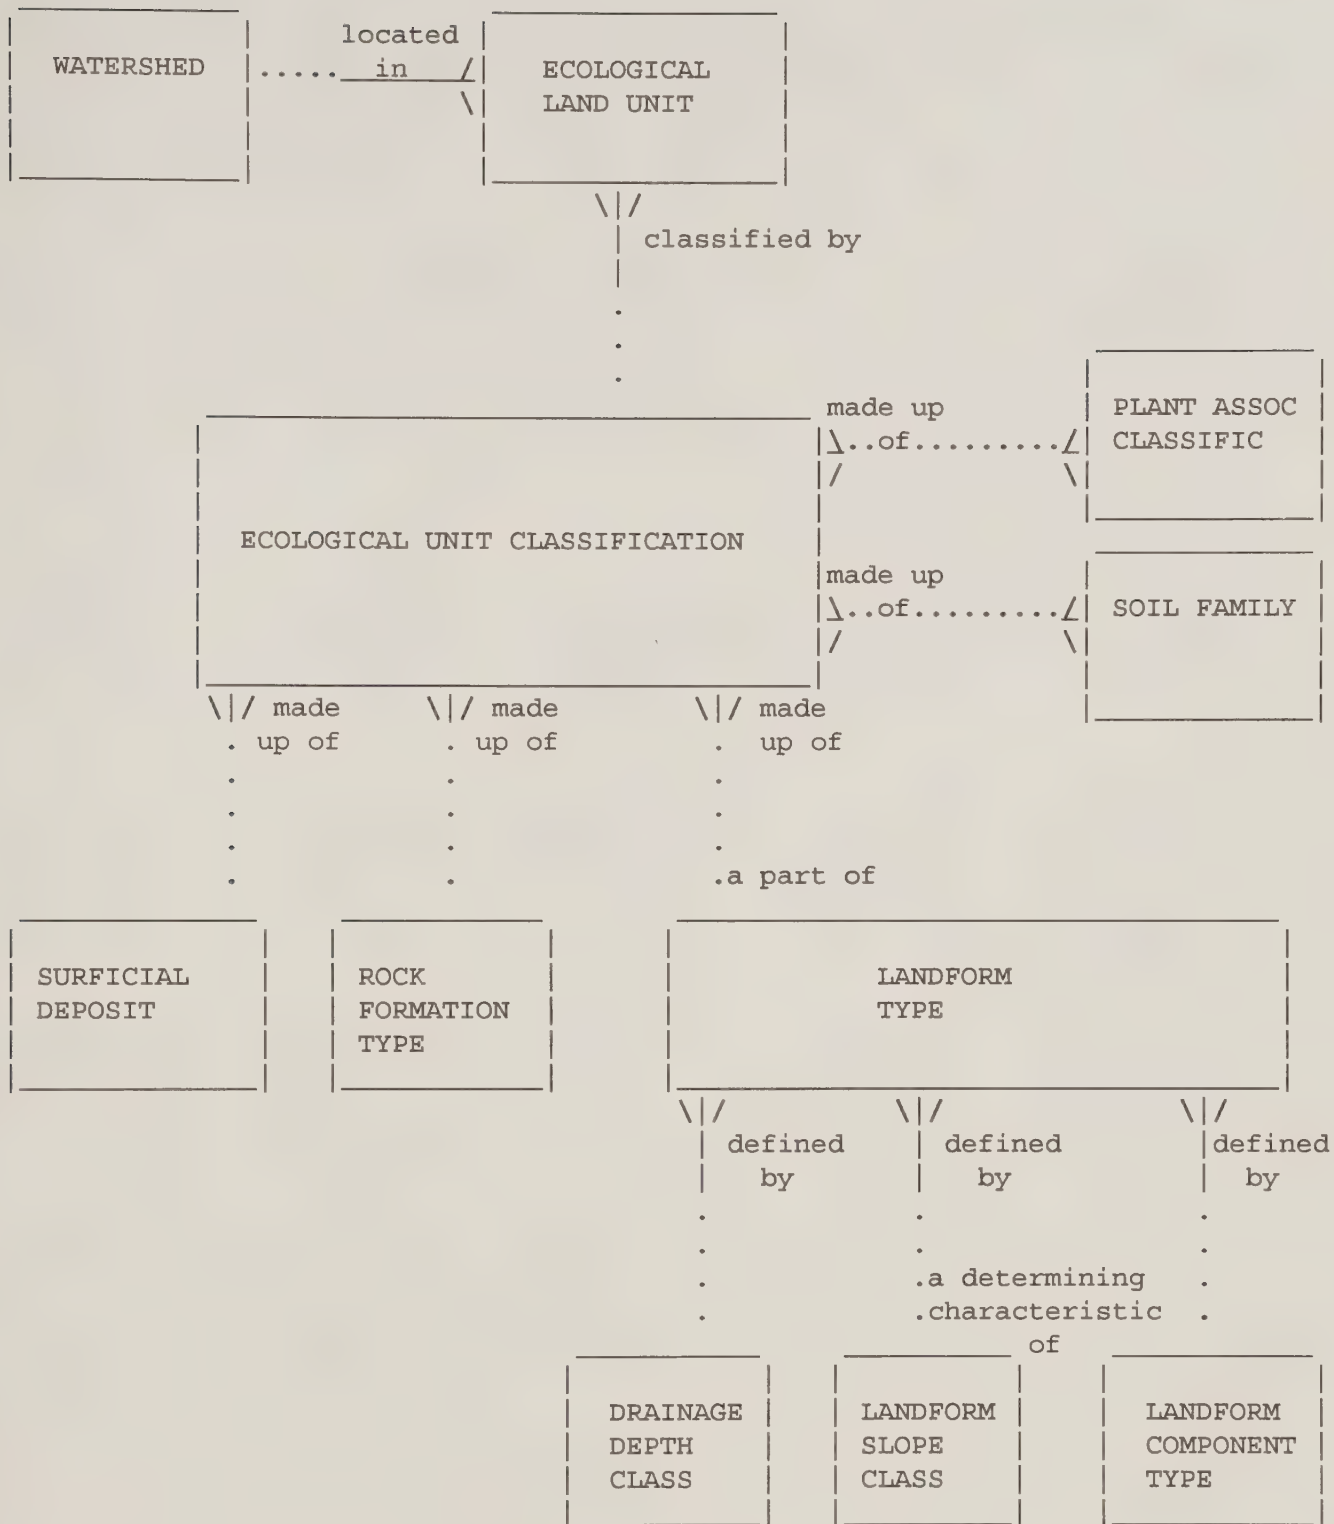 WATERSHED
located
in
ECOLOGICAL
LAND UNIT
classified by
ECOLOGICAL UNIT CLASSIFICATION
made up
of
PLANT ASSOC
CLASSIFIC
made up
of
SOIL FAMILY
made
up of
made
up of
made
up of
a part of
SURFICIAL
DEPOSIT
ROCK
FORMATION
TYPE
LANDFORM
TYPE
defined
by
defined
by
defined
by
a determining
characteristic
of
DRAINAGE
DEPTH
CLASS
LANDFORM
SLOPE
CLASS
LANDFORM
COMPONENT
TYPE